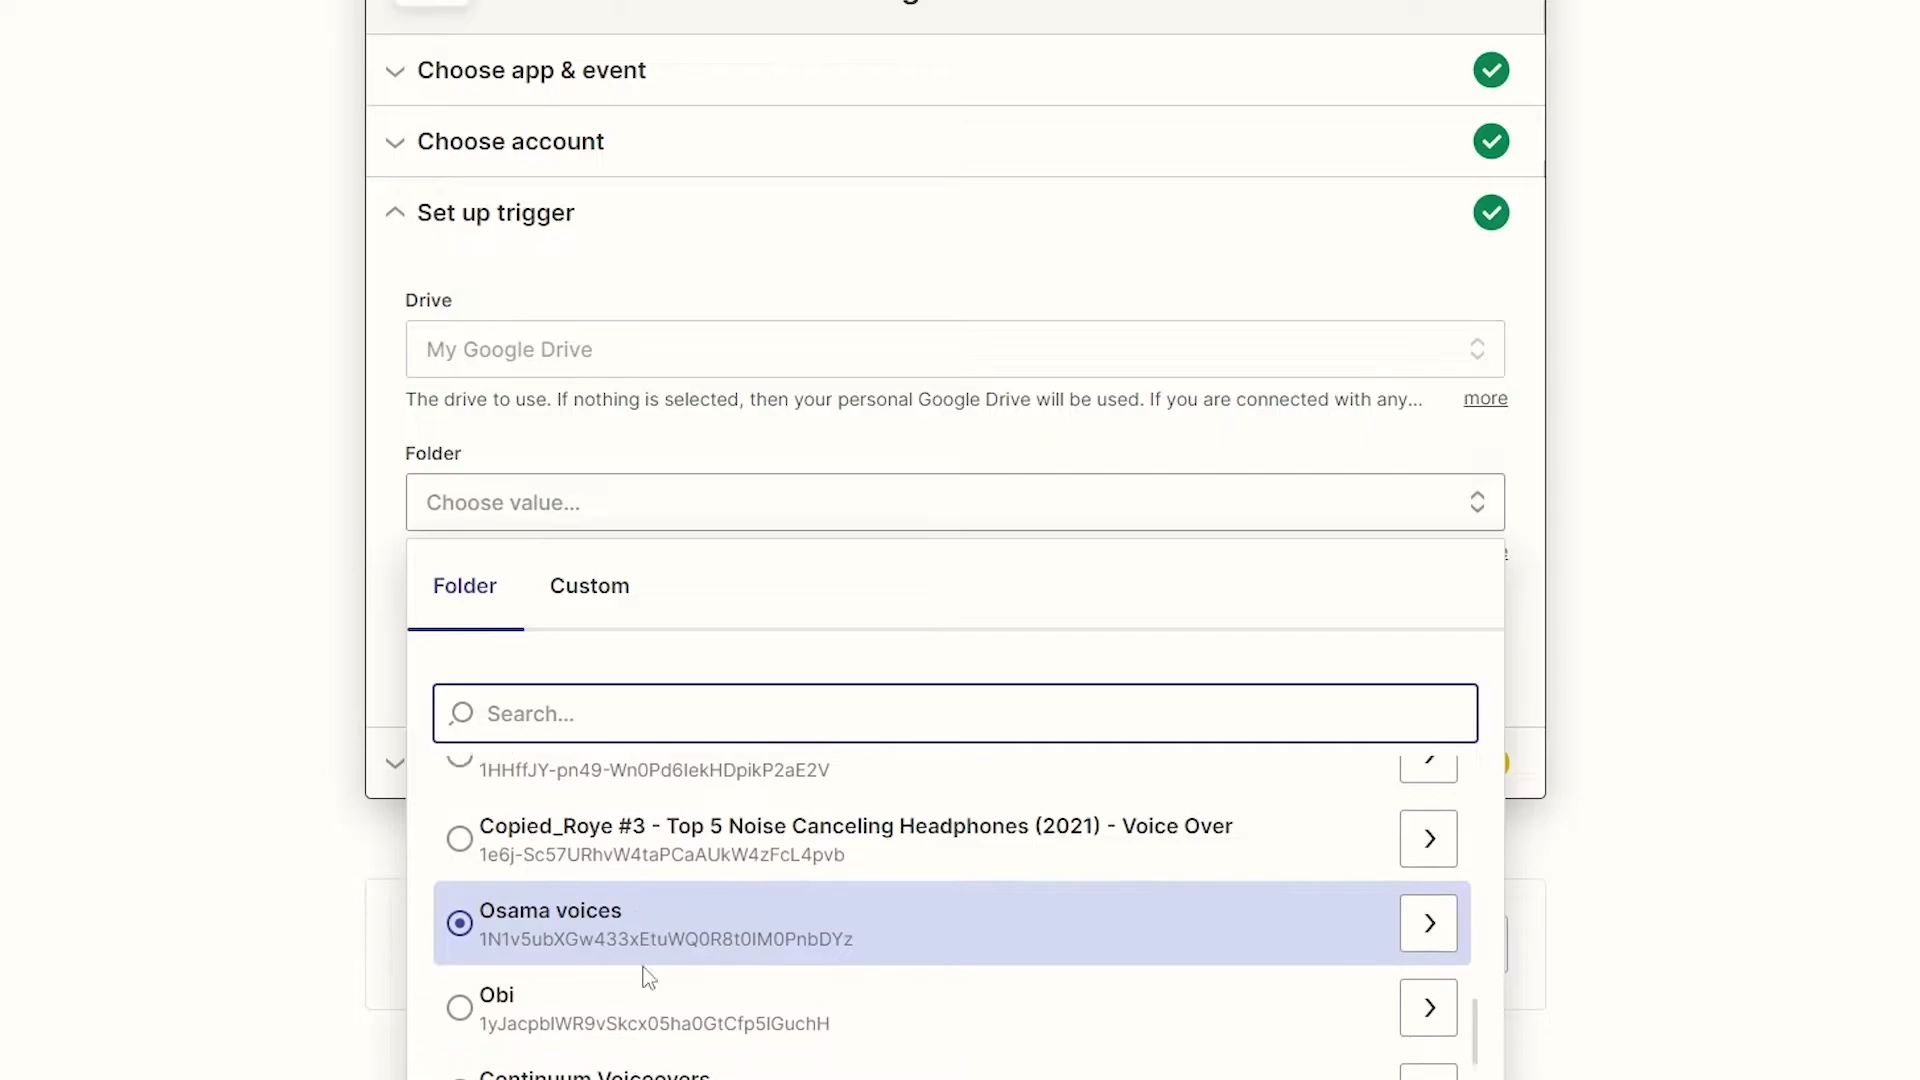 Choose app & event
Choose account
Set up trigger
Drive
My Google Drive
The drive to use. If nothing is selected, then your personal Google Drive will be used. If you are connected with any...
more
Folder
Choose value...
Folder
Custom
Search...
1HHffJY-pn49-Wn0Pd6IekHDpikP2aE2V
Copied_Roye #3 - Top 5 Noise Canceling Headphones (2021) - Voice Over
1e6j-Sc57URhvW4taPCaAUkW4zFcL4pvb
Osama voices
1N1v5ubXGw433xEtuWQ0R8t0IM0PnbDYz
Obi
1yJacpbIWR9vSkcx05ha0GtCfp5IGuchH
Continuum Voiceovers